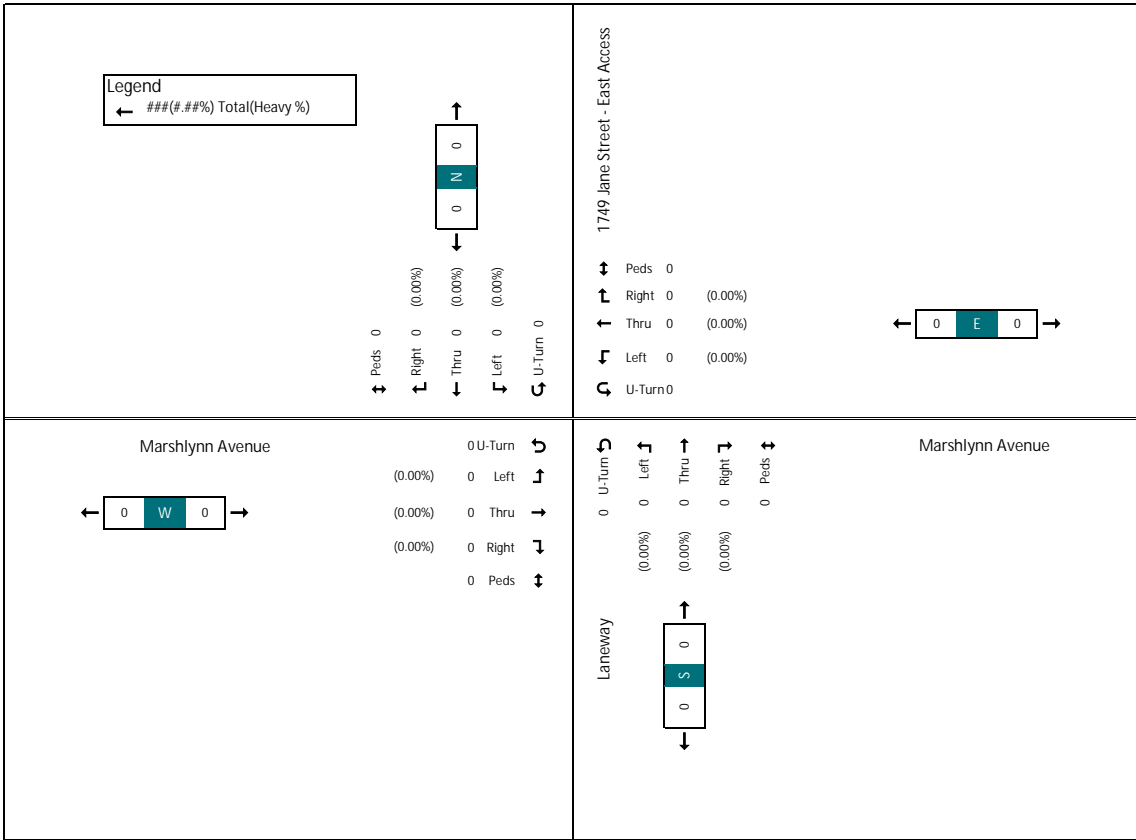 Legend
###(#.##%) Total(Heavy %)
0 N 0
(0.00%) (0.00%) (0.00%)
Peds 0
Right 0
Thru 0
Left 0
U-Turn 0
1749 Jane Street - East Access
Peds 0
Right 0 (0.00%)
Thru 0 (0.00%)
Left 0 (0.00%)
U-Turn 0
0 E 0
Marshlynn Avenue
0 W 0
0 U-Turn
(0.00%) 0 Left
(0.00%) 0 Thru
(0.00%) 0 Right
0 Peds
0 U-Turn
(0.00%) 0 Left
(0.00%) 0 Thru
(0.00%) 0 Right
0 Peds
Marshlynn Avenue
Laneway
0 S 0